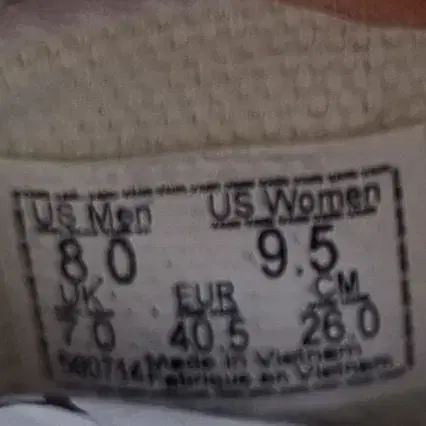 US Men US Women
8.0 9.5
UK EUR CM
7.0 40.5 26.0
Made in Vietnam
Fabriqué en Vietnam